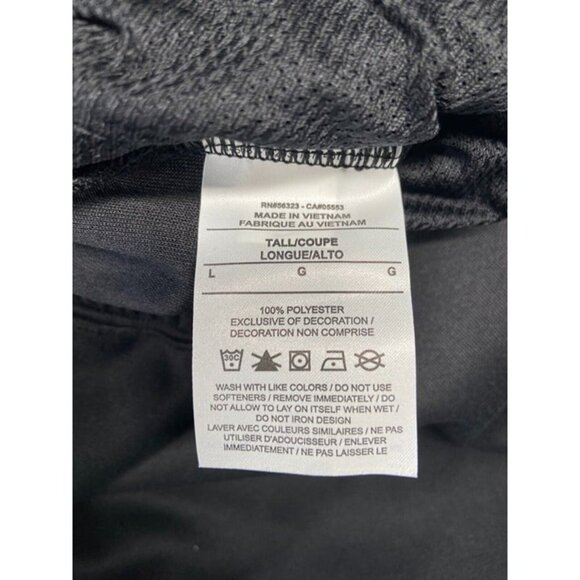 RN#56323 - CA#05553
MADE IN VIETNAM
FABRIQUE AU VIETNAM
TALL/COUPE
LONGUE/ALTO
L G G
100% POLYESTER
EXCLUSIVE OF DECORATION /
DECORATION NON COMPRISE
30C
WASH WITH LIKE COLORS / DO NOT USE
SOFTENERS / REMOVE IMMEDIATELY / DO
NOT ALLOW TO LAY ON ITSELF WHEN WET /
DO NOT IRON DESIGN
LAVER AVEC COULEURS SIMILAIRES / NE PAS
UTILISER D'ADOUCISSEUR / ENLEVER
IMMEDIATEMENT / NE PAS LAISSER LE